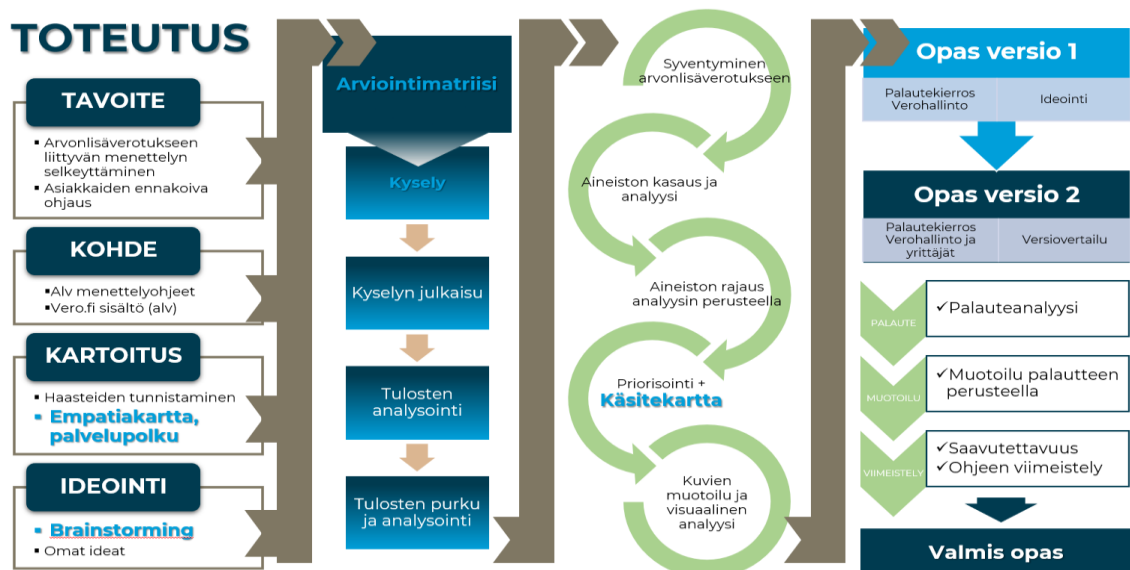 TOTEUTUS
TAVOITE
▪ Arvonlisäverotukseen
liittyvän menettelyn
selkeyttäminen
▪ Asiakkaiden ennakoiva
ohjaus
KOHDE
▪Alv menettelyohjeet
▪Vero.fi sisältö (alv)
KARTOITUS
▪ Haasteiden tunnistaminen
▪ Empatiakartta,
palvelupolku
IDEOINTI
▪ Brainstorming
▪ Omat ideat
Arviointimatriisi
Kysely
Kyselyn julkaisu
Tulosten
analysointi
Tulosten purku
ja analysointi
Syventyminen
arvonlisäverotukseen
Aineiston kasaus ja
analyysi
Aineiston rajaus
analyysin perusteella
Priorisointi +
Käsitekartta
Kuvien
muotoilu ja
visuaalinen
analyysi
Opas versio 1
Palautekierros
Verohallinto
Ideointi
Opas versio 2
Palautekierros
Verohallinto ja
yrittäjät
Versiovertailu
PALAUTE
✓Palauteanalyysi
MUOTOILU
✓Muotoilu palautteen
perusteella
VIIMEISTELY
✓Saavutettavuus
✓Ohjeen viimeistely
Valmis opas